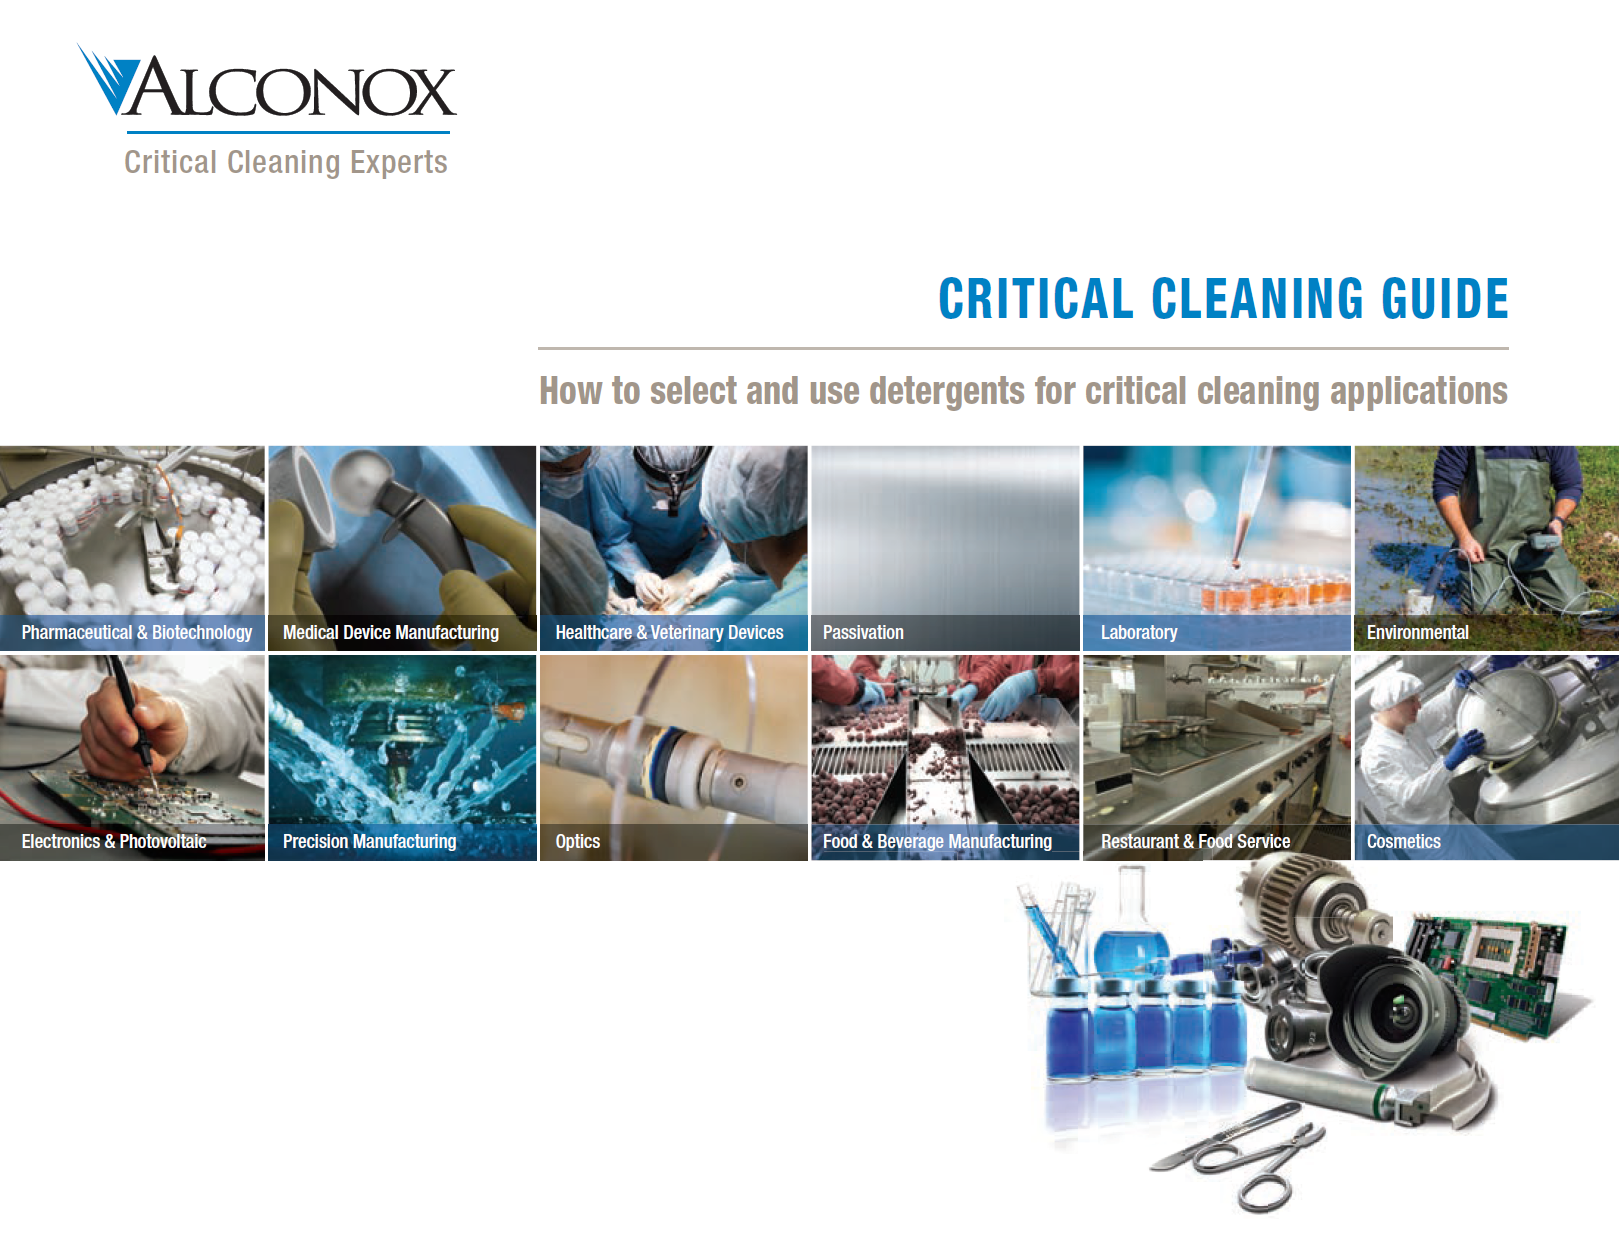 ALCONOX
Critical Cleaning Experts
CRITICAL CLEANING GUIDE
How to select and use detergents for critical cleaning applications
Pharmaceutical & Biotechnology
Medical Device Manufacturing
Healthcare & Veterinary Devices
Passivation
Laboratory
Environmental
Electronics & Photovoltaic
Precision Manufacturing
Optics
Food & Beverage Manufacturing
Restaurant & Food Service
Cosmetics